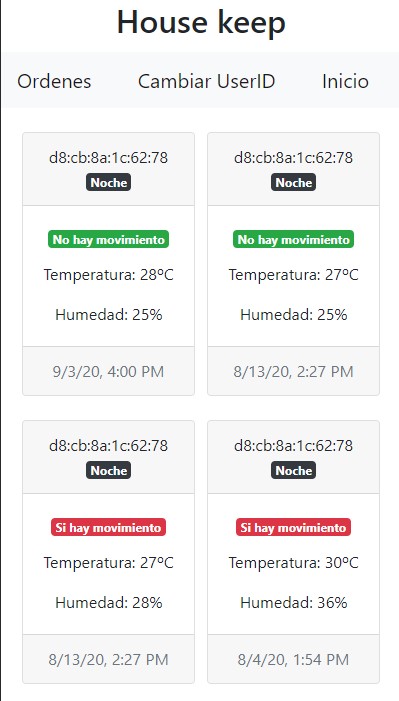 House keep
Ordenes Cambiar UserID Inicio
d8:cb:8a:1c:62:78
Noche
No hay movimiento
Temperatura: 28ºC
Humedad: 25%
9/3/20, 4:00 PM
d8:cb:8a:1c:62:78
Noche
No hay movimiento
Temperatura: 27ºC
Humedad: 25%
8/13/20, 2:27 PM
d8:cb:8a:1c:62:78
Noche
Si hay movimiento
Temperatura: 27ºC
Humedad: 28%
8/13/20, 2:27 PM
d8:cb:8a:1c:62:78
Noche
Si hay movimiento
Temperatura: 30ºC
Humedad: 36%
8/4/20, 1:54 PM